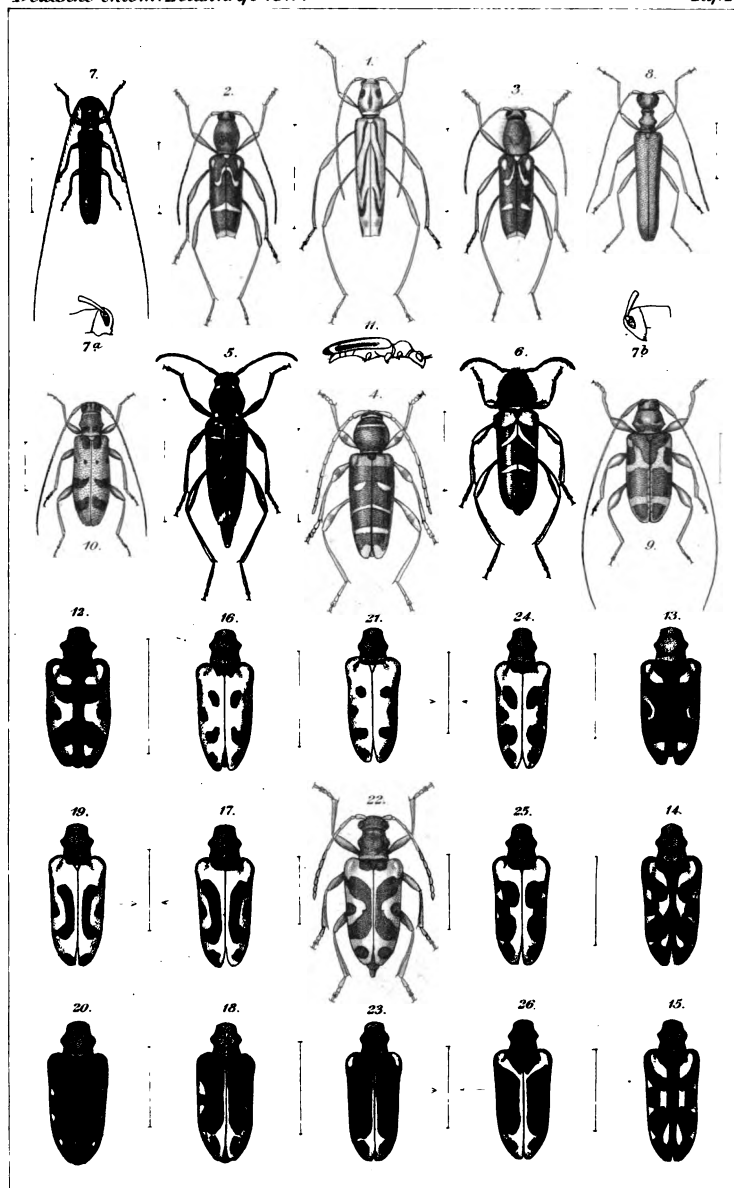 7. 2. 1. 3. 8.
7a 11. 7b
5. 4. 6.
10. 9.
12. 16. 21. 24. 13.
19. 17. 22. 25. 14.
20. 18. 23. 26. 15.